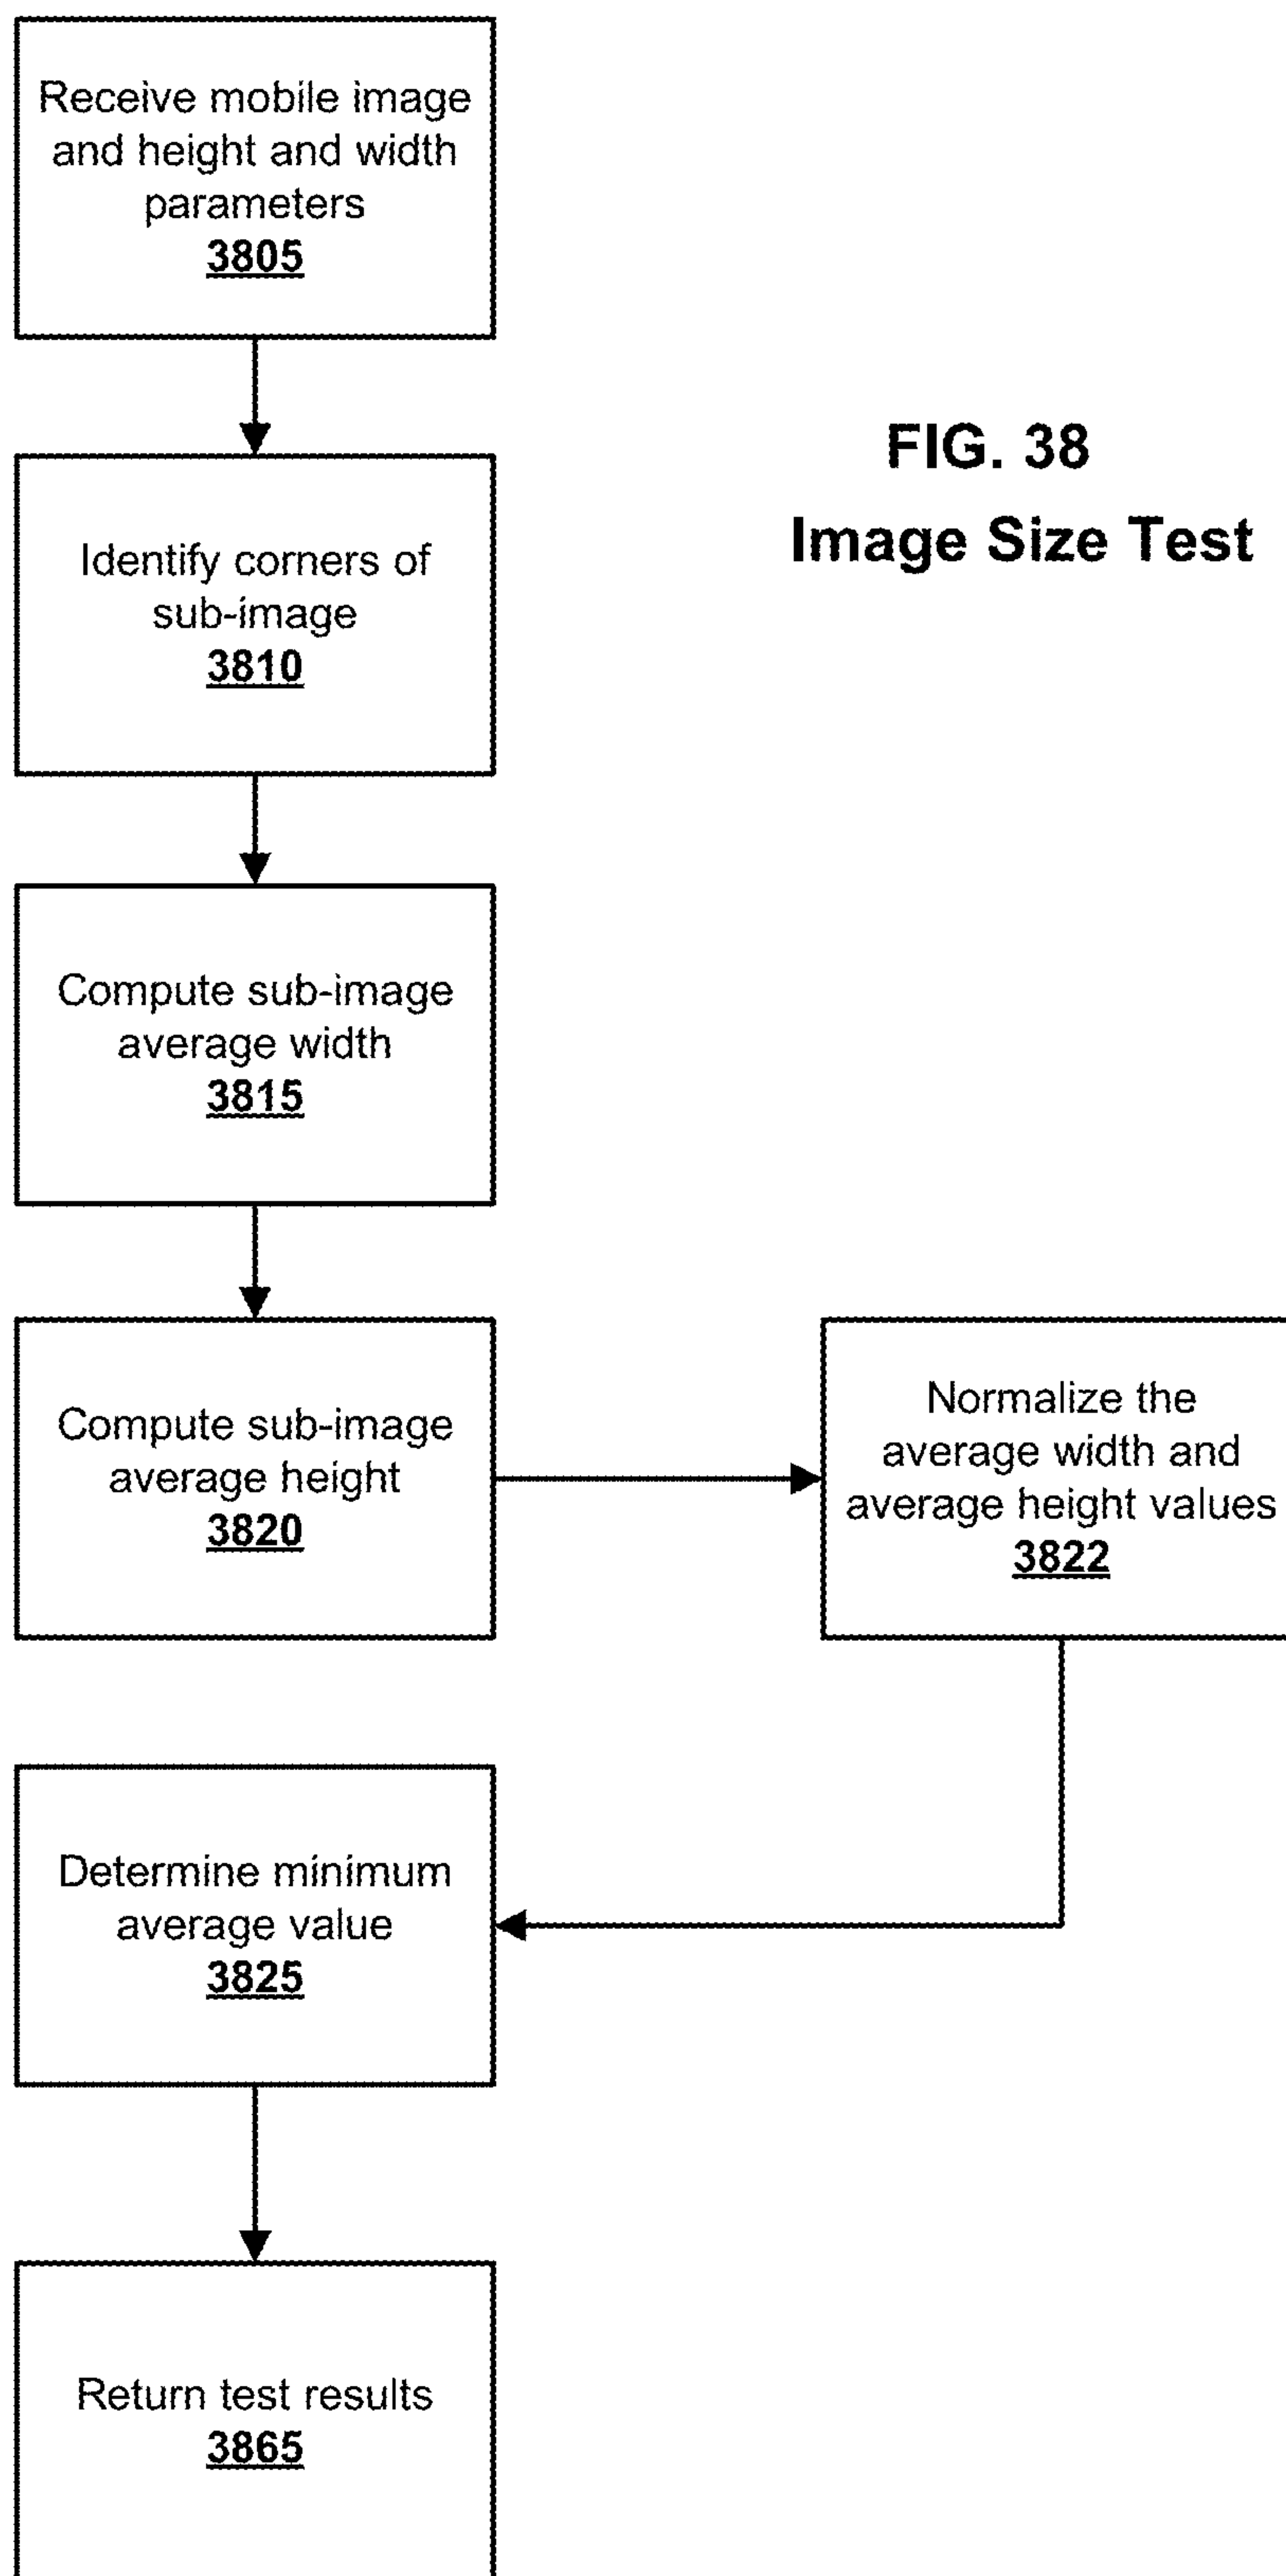 Receive mobile image
and height and width
parameters
3805
FIG. 38
Image Size Test
Identify corners of
sub-image
3810
Compute sub-image
average width
3815
Compute sub-image
average height
3820
Normalize the
average width and
average height values
3822
Determine minimum
average value
3825
Return test results
3865